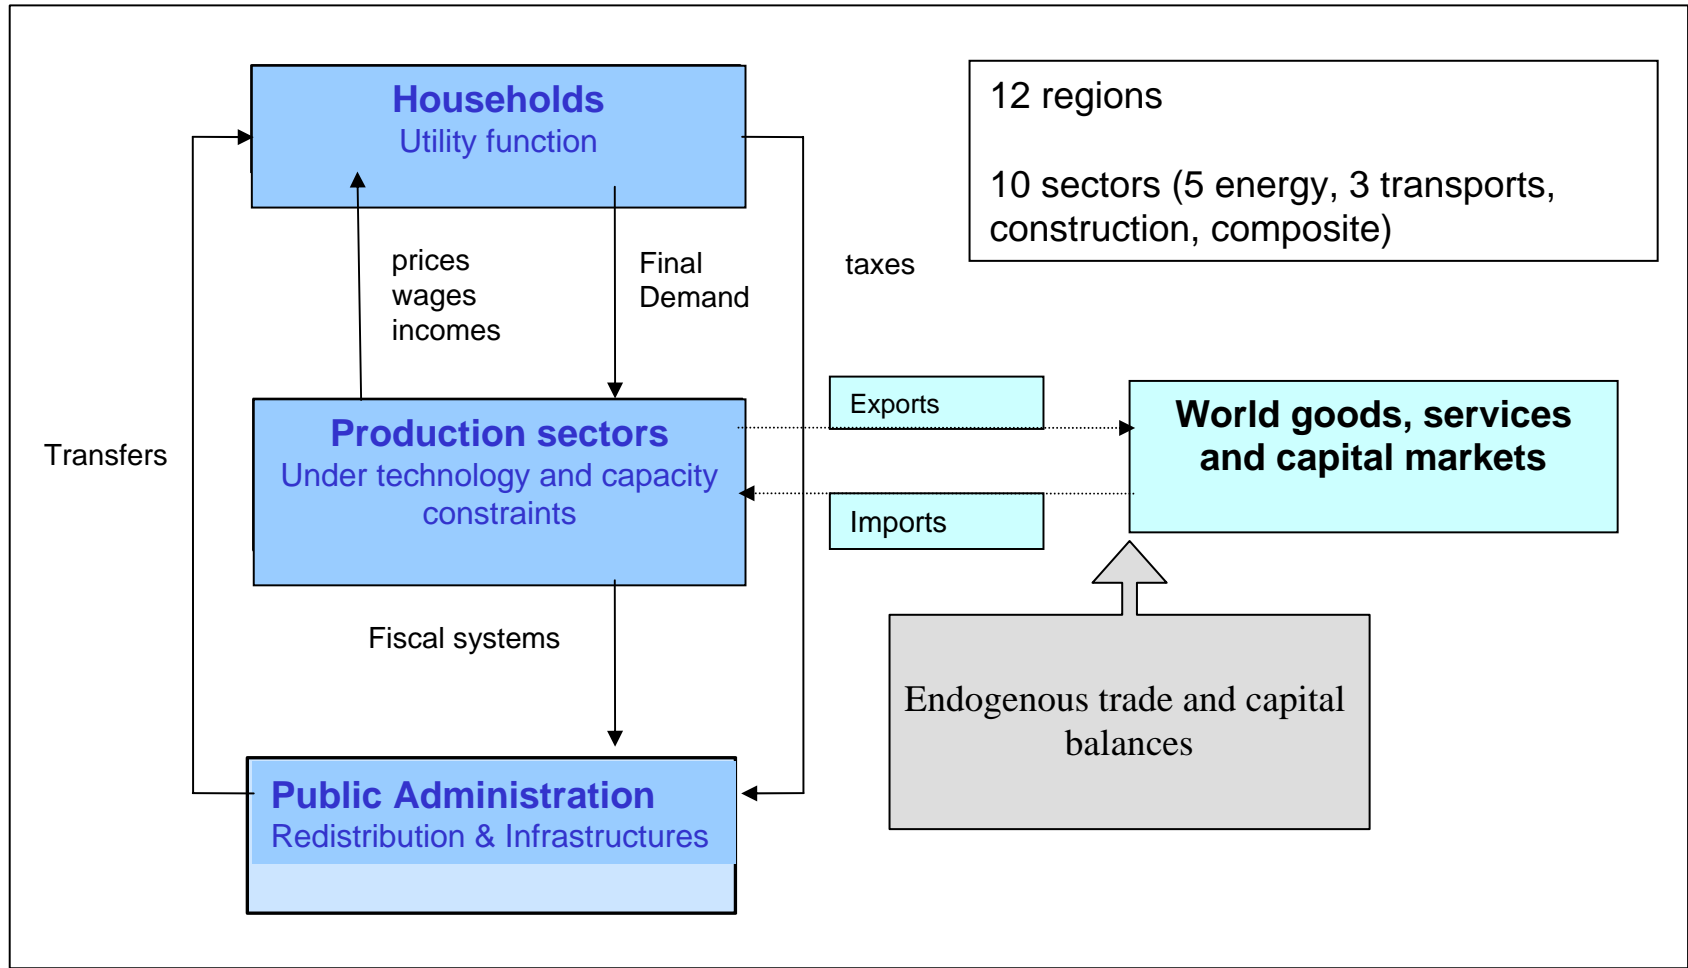 Households
Utility function
12 regions
10 sectors (5 energy, 3 transports,
construction, composite)
prices
wages
incomes
Final
Demand
taxes
Transfers
Production sectors
Under technology and capacity
constraints
Exports
Imports
World goods, services
and capital markets
Fiscal systems
Endogenous trade and capital
balances
Public Administration
Redistribution & Infrastructures